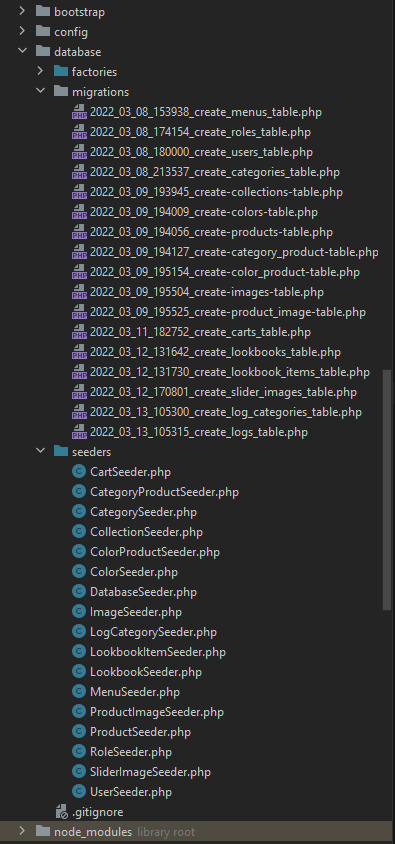 bootstrap
config
database
factories
migrations
2022_03_08_153938_create_menus_table.php
2022_03_08_174154_create_roles_table.php
2022_03_08_180000_create_users_table.php
2022_03_08_213537_create_categories_table.php
2022_03_09_193945_create-collections-table.php
2022_03_09_194009_create-colors-table.php
2022_03_09_194056_create-products-table.php
2022_03_09_194127_create-category_product-table.php
2022_03_09_195154_create-color_product-table.php
2022_03_09_195504_create-images-table.php
2022_03_09_195525_create-product_image-table.php
2022_03_11_182752_create_carts_table.php
2022_03_12_131642_create_lookbooks_table.php
2022_03_12_131730_create_lookbook_items_table.php
2022_03_12_170801_create_slider_images_table.php
2022_03_13_105300_create_log_categories_table.php
2022_03_13_105315_create_logs_table.php
seeders
CartSeeder.php
CategoryProductSeeder.php
CategorySeeder.php
CollectionSeeder.php
ColorProductSeeder.php
ColorSeeder.php
DatabaseSeeder.php
ImageSeeder.php
LogCategorySeeder.php
LookbookItemSeeder.php
LookbookSeeder.php
MenuSeeder.php
ProductImageSeeder.php
ProductSeeder.php
RoleSeeder.php
SliderImageSeeder.php
UserSeeder.php
.gitignore
node_modules library root